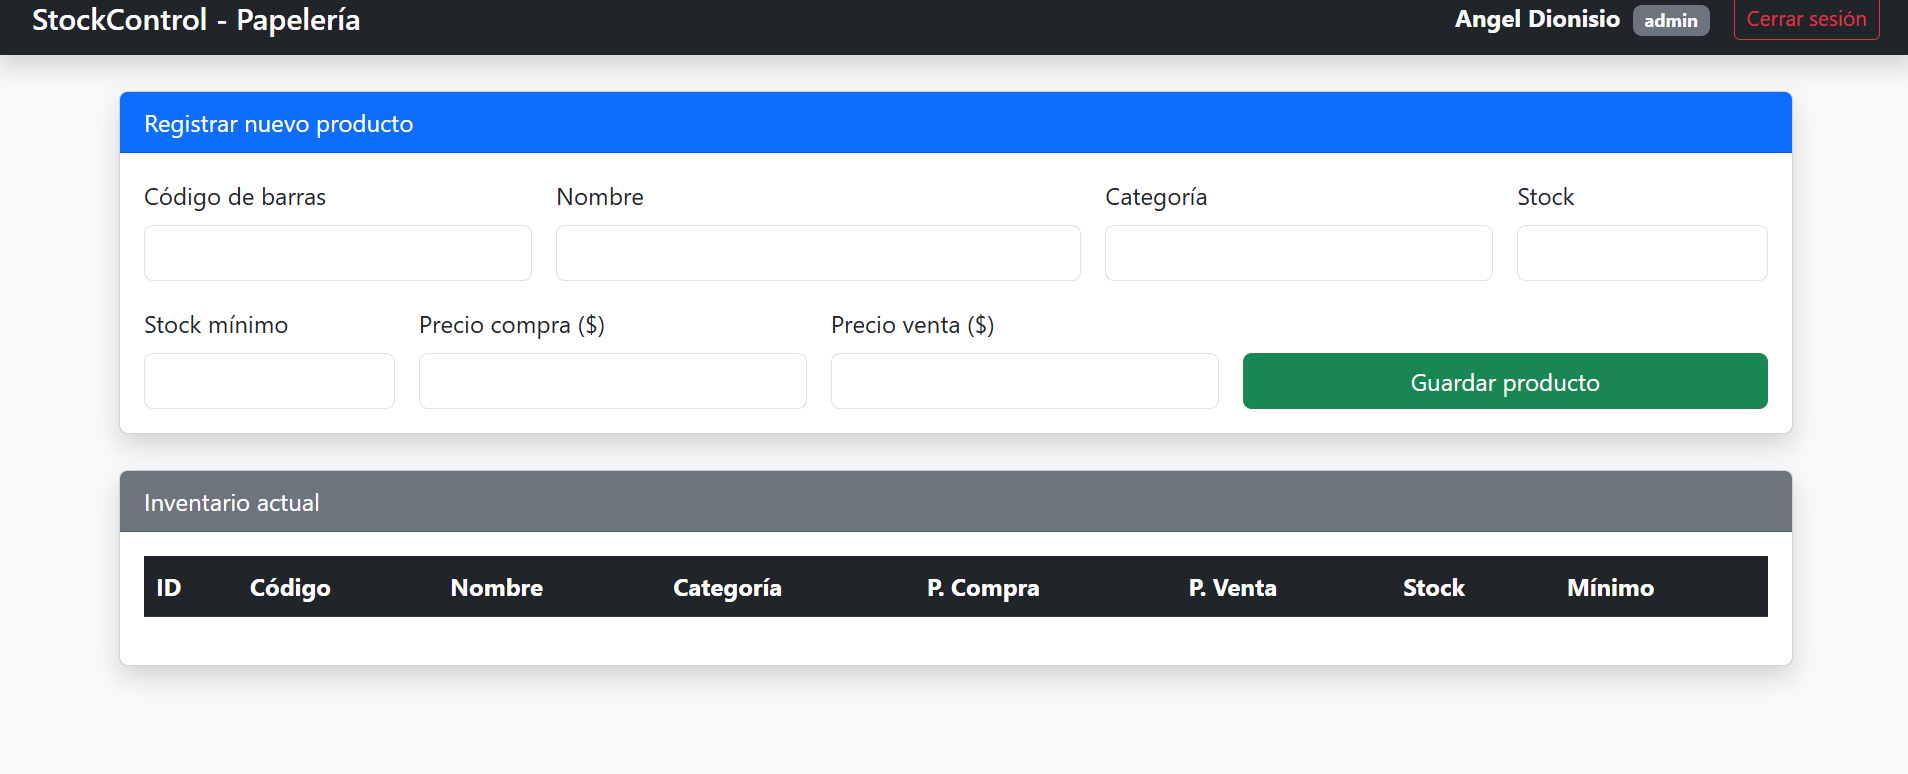 StockControl - Papelería
Angel Dionisio admin Cerrar sesión
Registrar nuevo producto
Código de barras Nombre Categoría Stock
Stock mínimo Precio compra ($) Precio venta ($)
Guardar producto
Inventario actual
ID Código Nombre Categoría P. Compra P. Venta Stock Mínimo